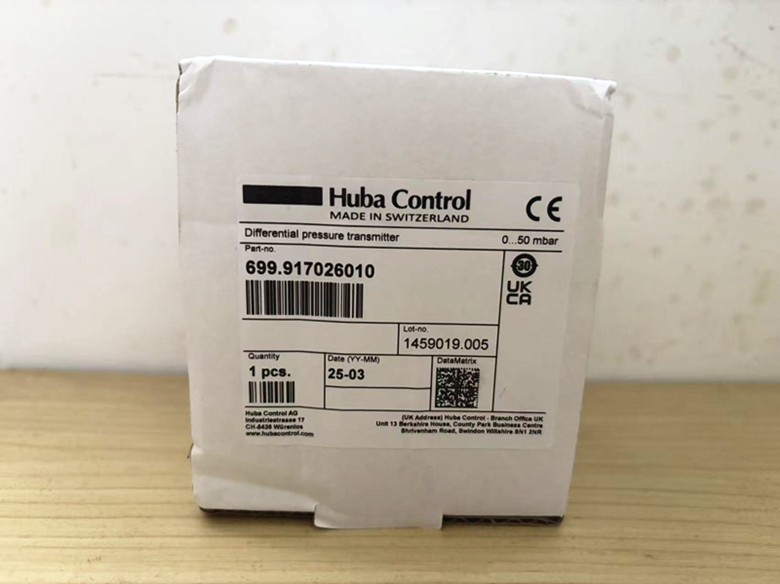 Huba Control
MADE IN SWITZERLAND
CE
Differential pressure transmitter
0...50 mbar
Part-no.
699.917026010
30
UK
CA
Lot-no.
1459019.005
Quantity
1 pcs.
Date (YY-MM)
25-03
DataMatrix
Huba Control AG
Industriestrasse 17
CH-5436 Würenlos
www.hubacontrol.com
(UK Address) Huba Control - Branch Office UK
Unit 13 Berkshire House, County Park Business Centre
Shrivenham Road, Swindon Wiltshire SN1 2NR